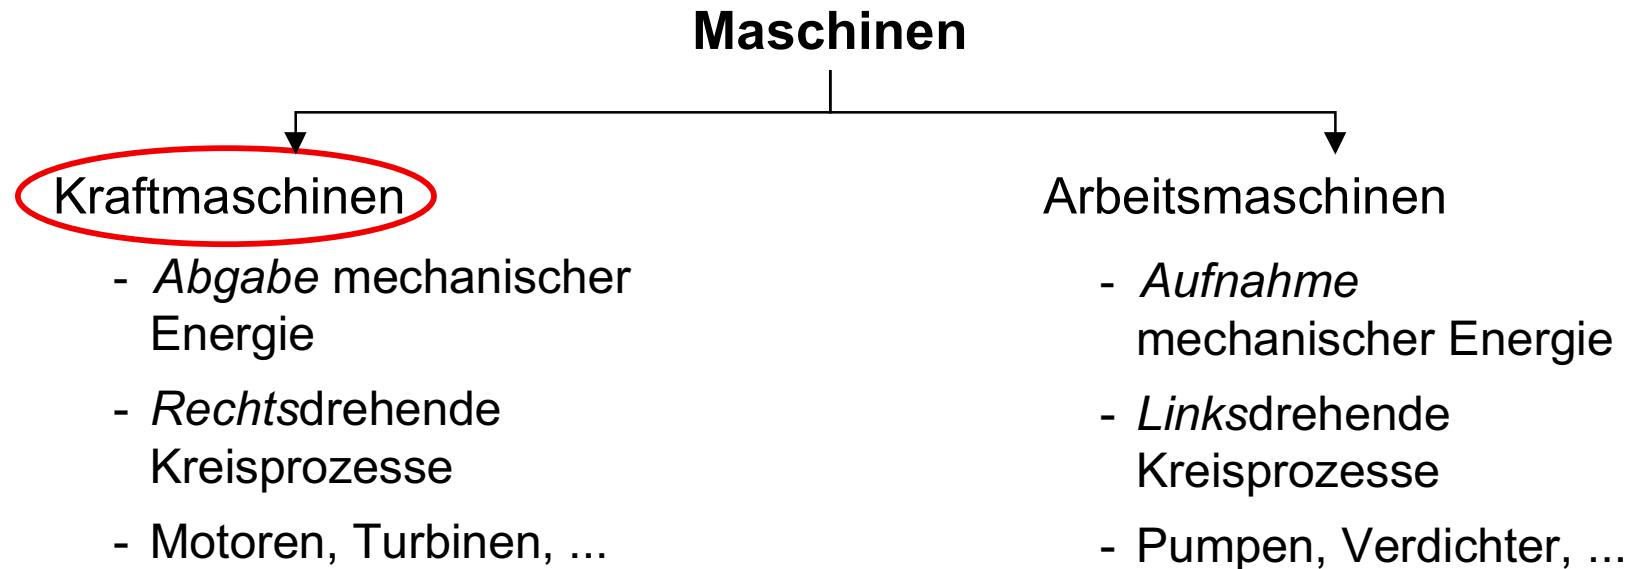 Maschinen
Kraftmaschinen
- Abgabe mechanischer
Energie
- Rechtsdrehende
Kreisprozesse
- Motoren, Turbinen, ...
Arbeitsmaschinen
- Aufnahme
mechanischer Energie
- Linksdrehende
Kreisprozesse
- Pumpen, Verdichter, ...